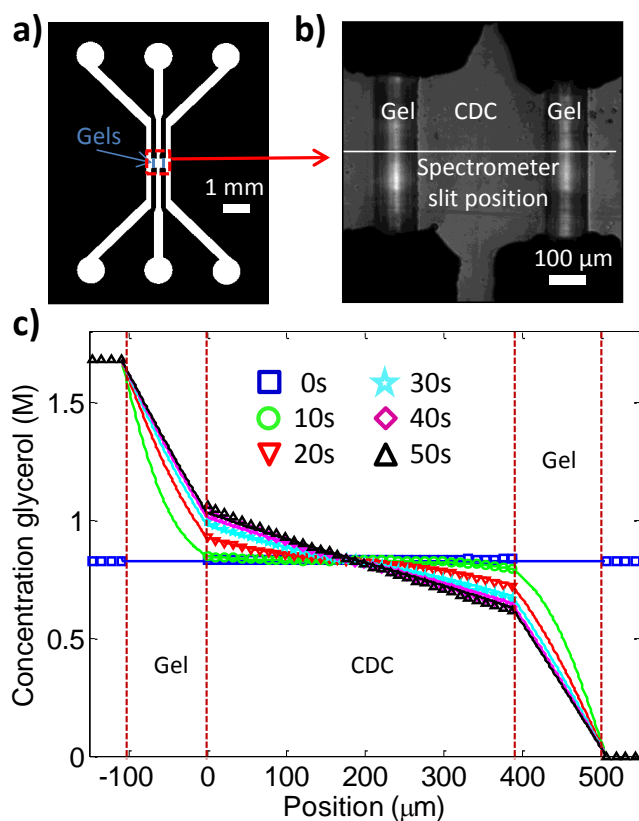 a)
Gels
1 mm
b)
Gel CDC Gel
Spectrometer
slit position
100 μm
c)
Concentration glycerol (M)
1.5
1
0.5
0
0s 30s
10s 40s
20s 50s
Gel
Gel CDC
-100 0 100 200 300 400 500
Position (μm)